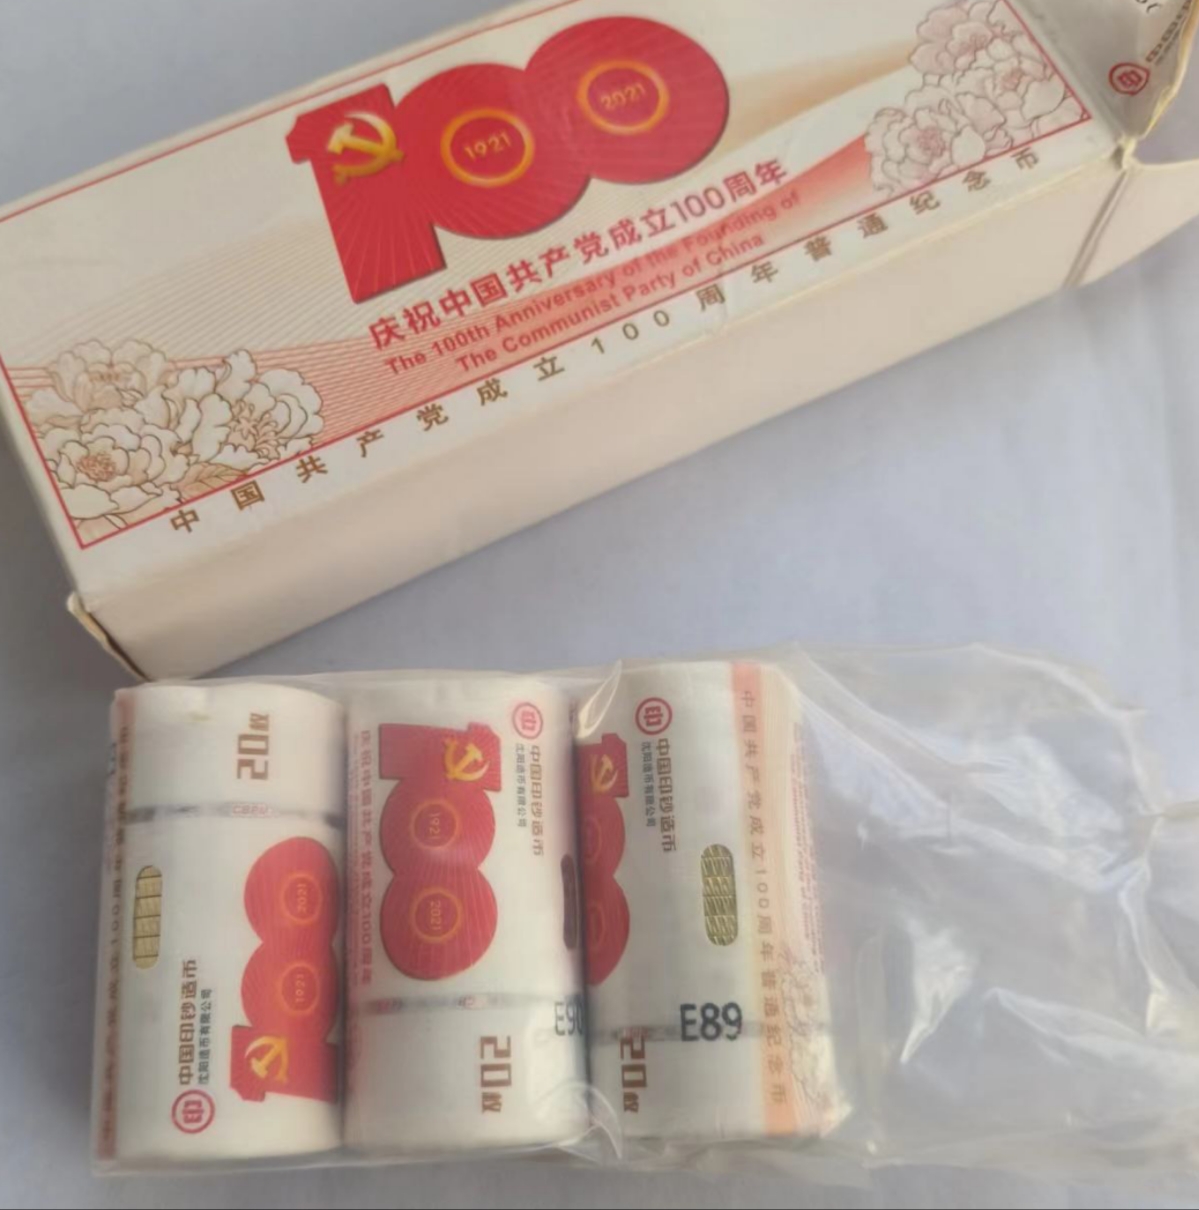 1921
2021
庆祝中国共产党成立100周年
The 100th Anniversary of the Founding of
The Communist Party of China
中国共产党成立100周年普通纪念币
20枚
2021
1921
中国印钞造币
沈阳造币有限公司
中国印钞造币
沈阳造币有限公司
1921
2021
庆祝中国共产党成立100周年
20枚
E90
中国印钞造币
沈阳造币有限公司
中国共产党成立100周年普通纪念币
E89
20枚